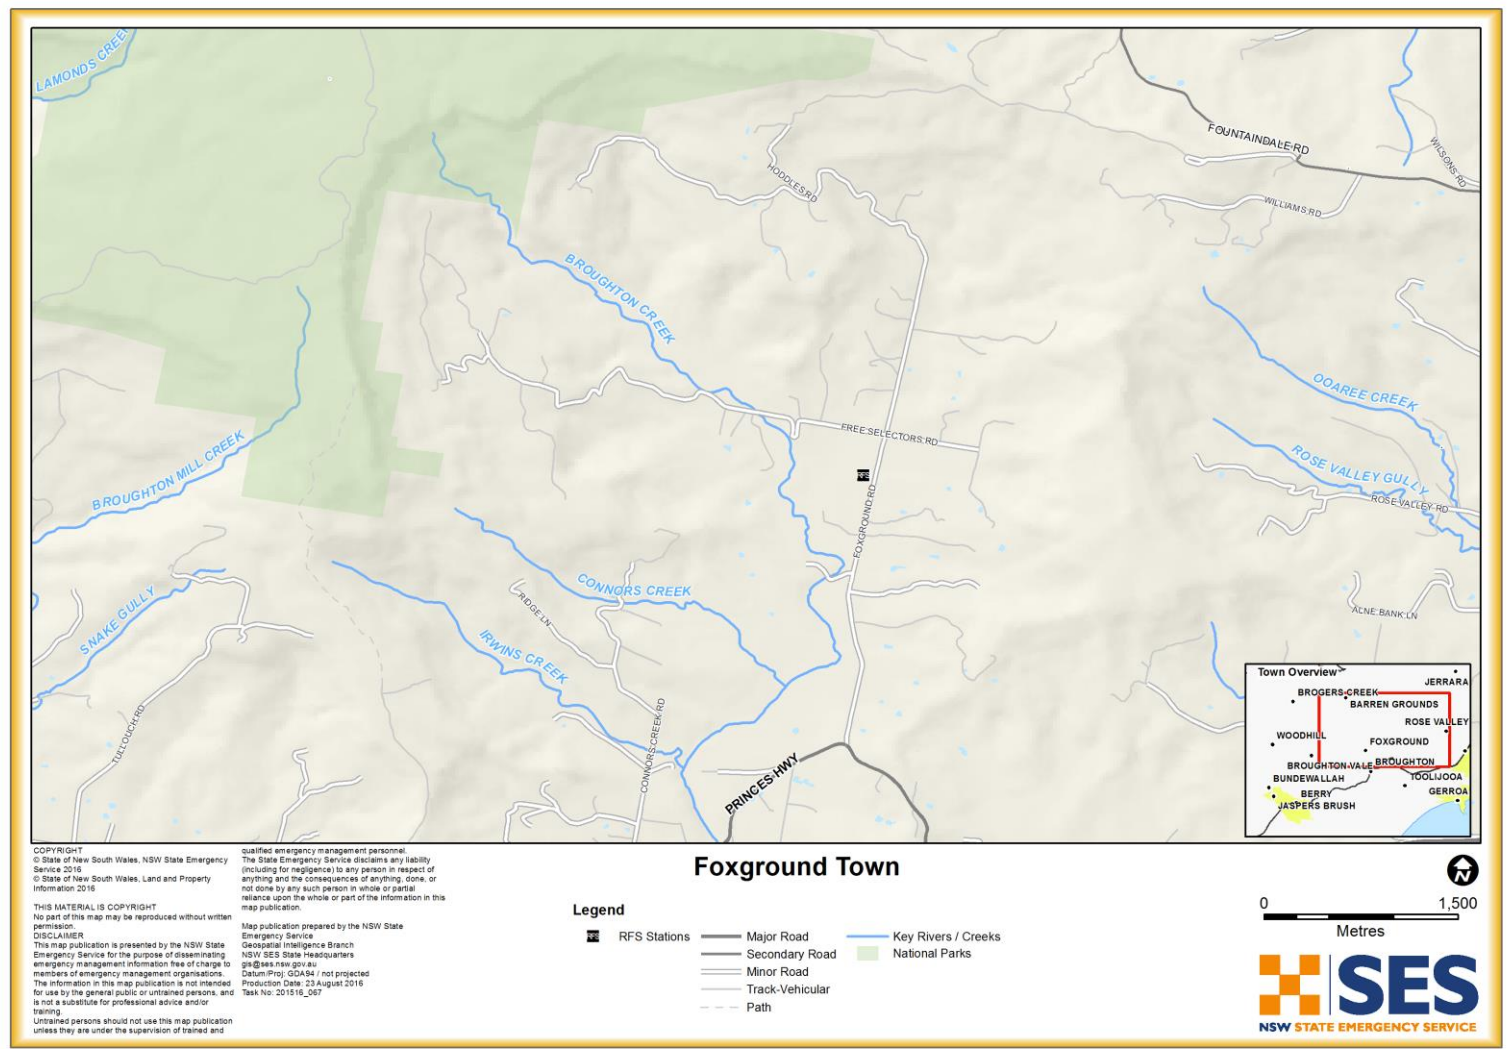 LAMONDS CREEK
FOUNTAINDALE RD
WILSONS RD
HODDLES RD
WILLIAMS RD
BROUGHTON CREEK
OOAREE CREEK
FREE SELECTORS RD
BROUGHTON MILL CREEK
ROSE VALLEY GULLY
RFS
ROSE VALLEY RD
FOXGROUND RD
CONNORS CREEK
RIDGE LN
SNAKE GULLY
ALNE BANK LN
IRWINS CREEK
TULLOUCH RD
CONNORS CREEK RD
PRINCES HWY
Town Overview
JERRARA
BROGERS CREEK
BARREN GROUNDS
ROSE VALLEY
WOODHILL
FOXGROUND
BROUGHTON VALE
BROUGHTON
BUNDEWALLAH
TOOLIJOOA
BERRY
GERROA
JASPERS BRUSH
COPYRIGHT
© State of New South Wales, NSW State Emergency
Service 2016
© State of New South Wales, Land and Property
Information 2016
THIS MATERIAL IS COPYRIGHT
No part of this map may be reproduced without written
permission.
DISCLAIMER
This map publication is presented by the NSW State
Emergency Service for the purpose of disseminating
emergency management information free of charge to
members of emergency management organisations.
The information in this map publication is not intended
for use by the general public or untrained persons, and
is not a substitute for professional advice and/or
training.
Untrained persons should not use this map publication
unless they are under the supervision of trained and
qualified emergency management personnel.
The State Emergency Service disclaims any liability
(including for negligence) to any person in respect of
anything and the consequences of anything, done, or
not done by any such person in whole or partial
reliance upon the whole or part of the information in this
map publication.
Map publication prepared by the NSW State
Emergency Service
Geospatial Intelligence Branch
NSW SES State Headquarters
gis@ses.nsw.gov.au
Datum/Proj: GDA94 / not projected
Production Date: 23 August 2016
Task No: 201516_067
Foxground Town
Legend
RFS
RFS Stations
Major Road
Secondary Road
Minor Road
Track-Vehicular
Path
Key Rivers / Creeks
National Parks
N
0 1,500
Metres
SES
NSW STATE EMERGENCY SERVICE